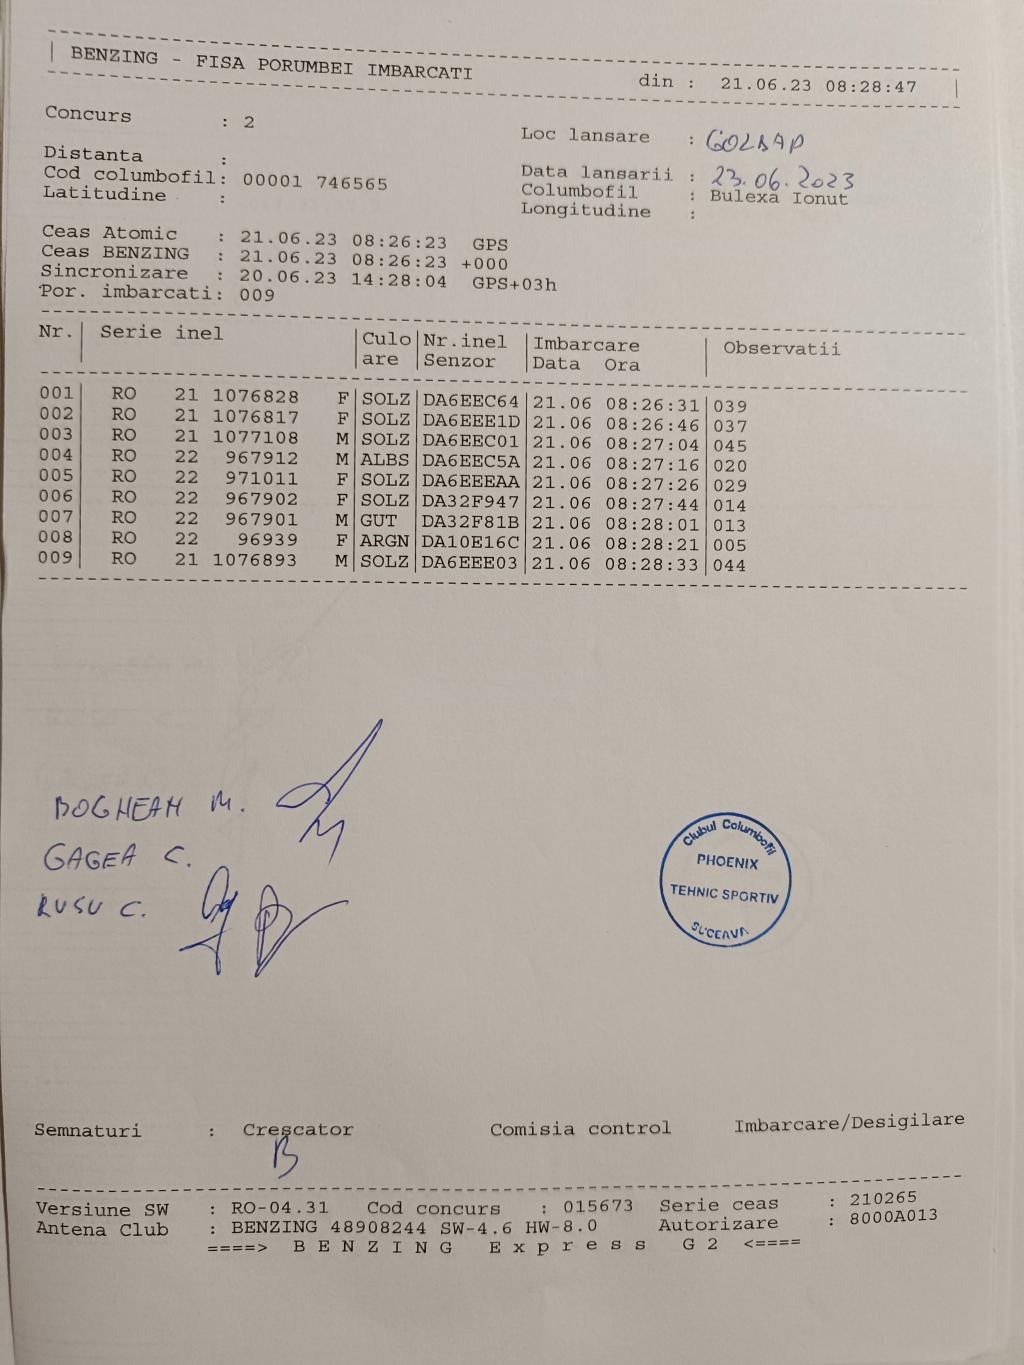 BENZING - FISA PORUMBEI IMBARCATI din : 21.06.23 08:28:47
Concurs : 2
Loc lansare : GOLDAP
Distanta :
Data lansarii : 23.06.2023
Cod columbofil: 00001 746565
Columbofil : Bulexa Ionut
Latitudine :
Longitudine :
Ceas Atomic : 21.06.23 08:26:23 GPS
Ceas BENZING : 21.06.23 08:26:23 +000
Sincronizare : 20.06.23 14:28:04 GPS+03h
Por. imbarcati: 009
Nr. Serie inel Culo Nr.inel Imbarcare Observatii
are Senzor Data Ora
001 RO 21 1076828 F SOLZ DA6EEC64 21.06 08:26:31 039
002 RO 21 1076817 F SOLZ DA6EEE1D 21.06 08:26:46 037
003 RO 21 1077108 M SOLZ DA6EEC01 21.06 08:27:04 045
004 RO 22 967912 M ALBS DA6EEC5A 21.06 08:27:16 020
005 RO 22 971011 F SOLZ DA6EEEAA 21.06 08:27:26 029
006 RO 22 967902 F SOLZ DA32F947 21.06 08:27:44 014
007 RO 22 967901 M GUT DA32F81B 21.06 08:28:01 013
008 RO 22 96939 F ARGN DA10E16C 21.06 08:28:21 005
009 RO 21 1076893 M SOLZ DA6EEE03 21.06 08:28:33 044
BOGHEAN M.
GAGEA C.
RUSU C.
Clubul Columbofil
PHOENIX
TEHNIC SPORTIV
SUCEAVA
Semnaturi : Crescator Comisia control Imbarcare/Desigilare
B
Versiune SW : RO-04.31 Cod concurs : 015673 Serie ceas : 210265
Antena Club : BENZING 48908244 SW-4.6 HW-8.0 Autorizare : 8000A013
====> B E N Z I N G E x p r e s s G 2 <====